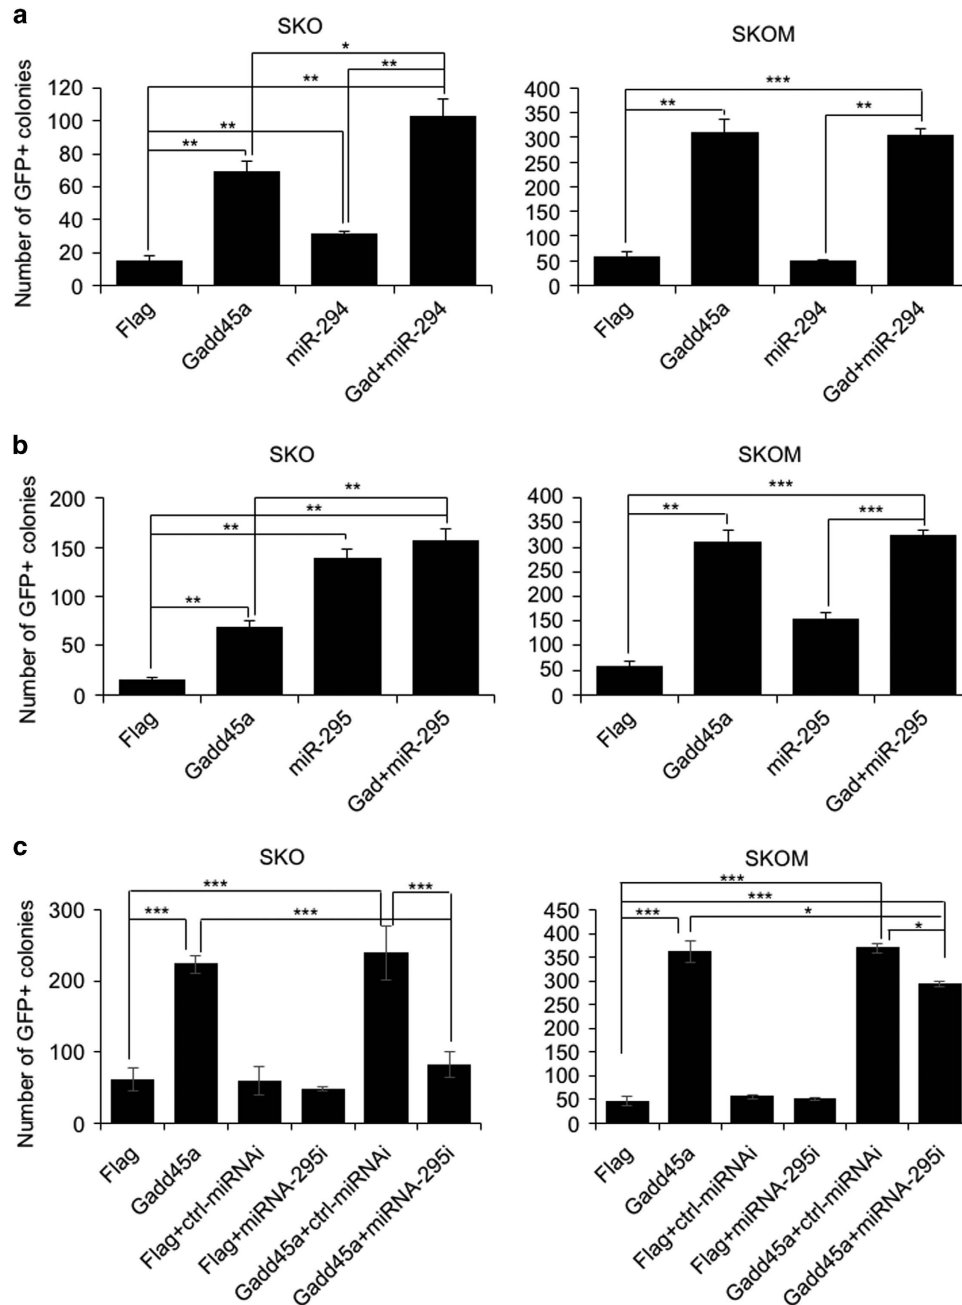 a
SKO
Number of GFP+ colonies
120
100
80
60
40
20
0
*
**
**
**
**
Flag
Gadd45a
miR-294
Gad+miR-294
SKOM
400
350
300
250
200
150
100
50
0
***
**
**
Flag
Gadd45a
miR-294
Gad+miR-294
b
SKO
Number of GFP+ colonies
200
150
100
50
0
**
**
**
**
Flag
Gadd45a
miR-295
Gad+miR-295
SKOM
400
350
300
250
200
150
100
50
0
***
**
***
Flag
Gadd45a
miR-295
Gad+miR-295
c
SKO
Number of GFP+ colonies
300
200
100
0
***
***
***
***
Flag
Gadd45a
Flag+ctrl-miRNAi
Flag+miRNA-295i
Gadd45a+ctrl-miRNAi
Gadd45a+miRNA-295i
SKOM
450
400
350
300
250
200
150
100
50
0
***
***
***
*
*
Flag
Gadd45a
Flag+ctrl-miRNAi
Flag+miRNA-295i
Gadd45a+ctrl-miRNAi
Gadd45a+miRNA-295i